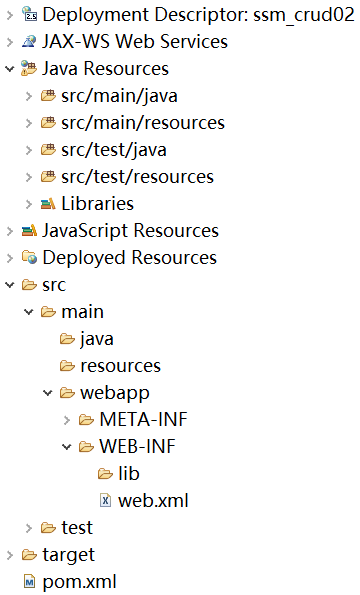 Deployment Descriptor: ssm_crud02
JAX-WS Web Services
Java Resources
src/main/java
src/main/resources
src/test/java
src/test/resources
Libraries
JavaScript Resources
Deployed Resources
src
main
java
resources
webapp
META-INF
WEB-INF
lib
web.xml
test
target
pom.xml